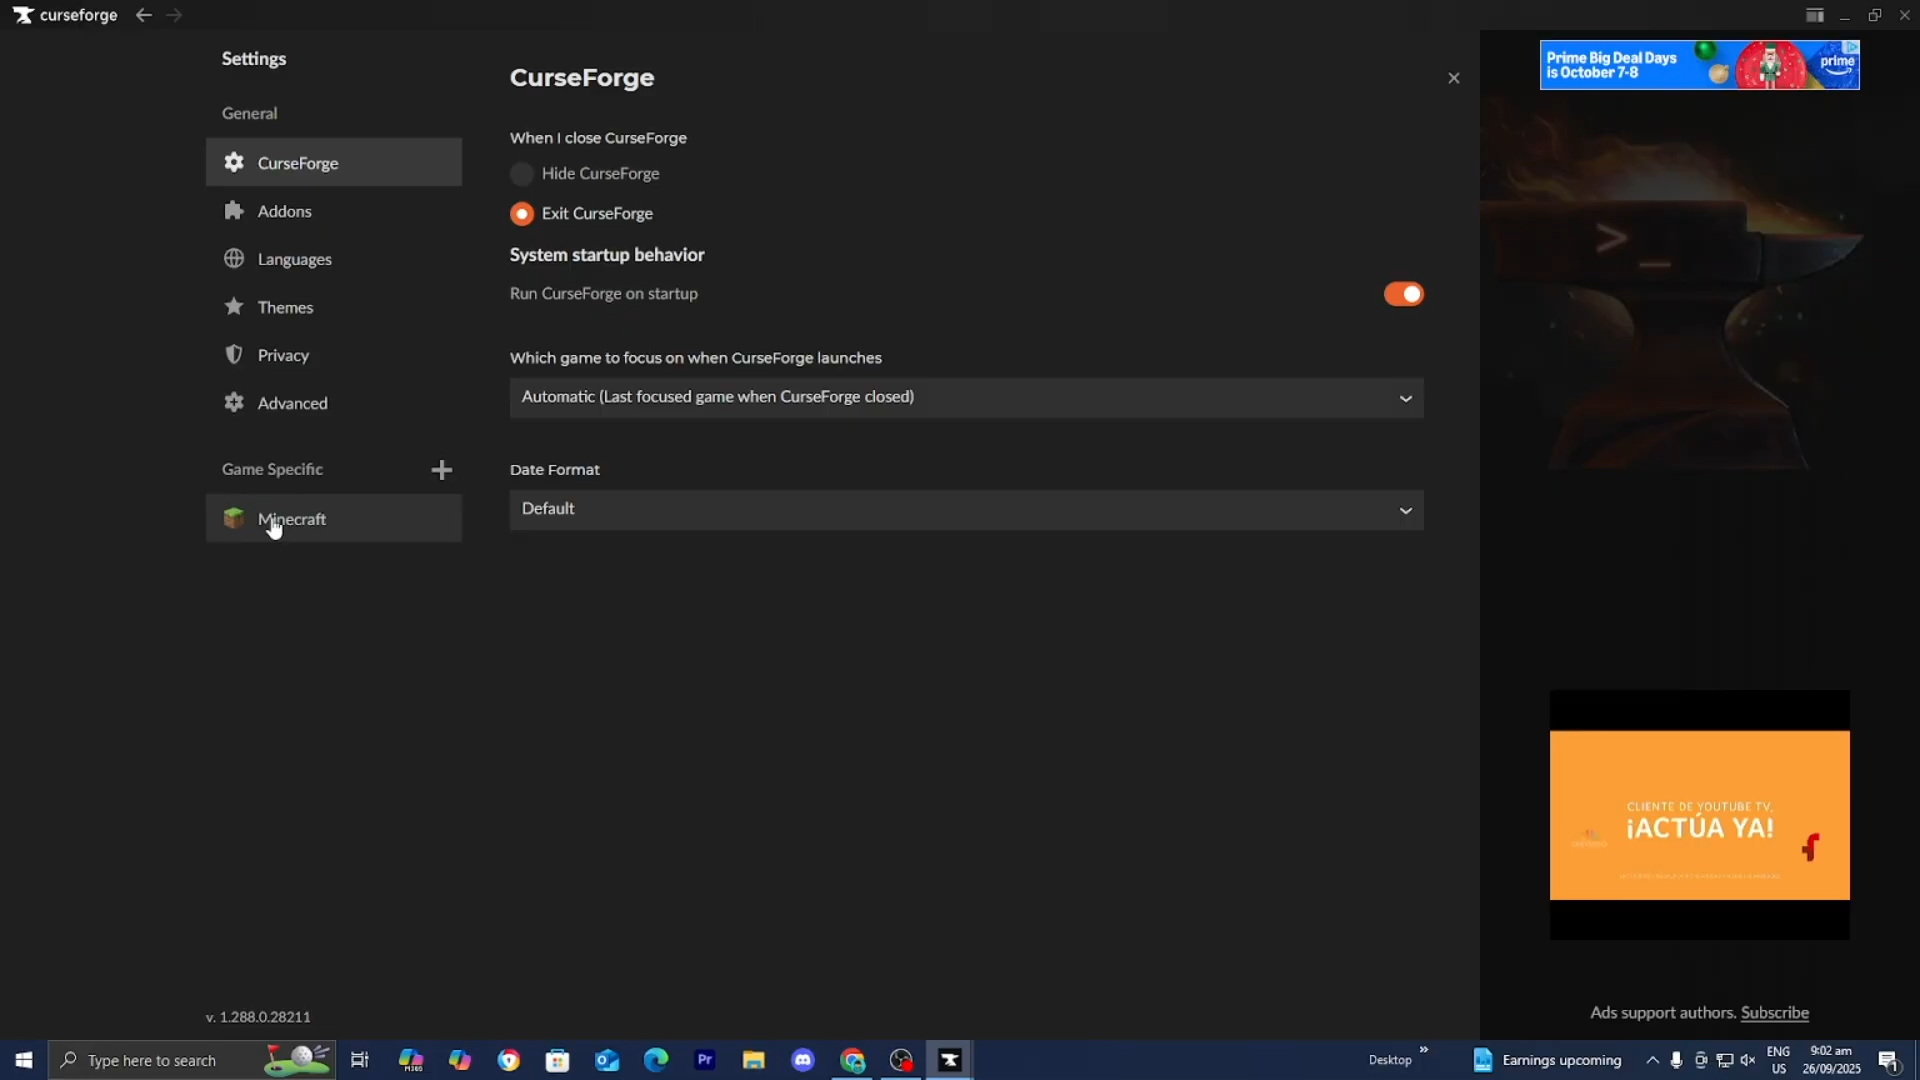 curseforge
Settings
General
CurseForge
Addons
Languages
Themes
Privacy
Advanced
Game Specific
Minecraft
v. 1.288.0.28211
CurseForge
When I close CurseForge
Hide CurseForge
Exit CurseForge
System startup behavior
Run CurseForge on startup
Which game to focus on when CurseForge launches
Automatic (Last focused game when CurseForge closed)
Date Format
Default
Prime Big Deal Days
is October 7-8
prime
>_
CLIENTE DE YOUTUBE TV,
¡ACTÚA YA!
Ads support authors. Subscribe
Type here to search
M365
Pr
Desktop
Earnings upcoming
ENG
US
9:02 am
26/09/2025
1